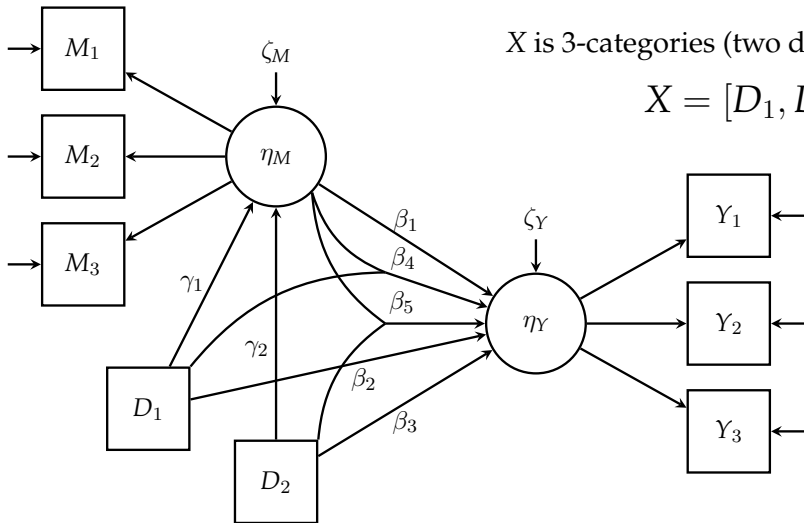 X is 3-categories (two
X = [D₁,
M₁
M₂
M₃
ζ_M
η_M
γ₁
γ₂
β₁
β₄
β₅
β₂
β₃
D₁
D₂
ζ_Y
η_Y
Y₁
Y₂
Y₃